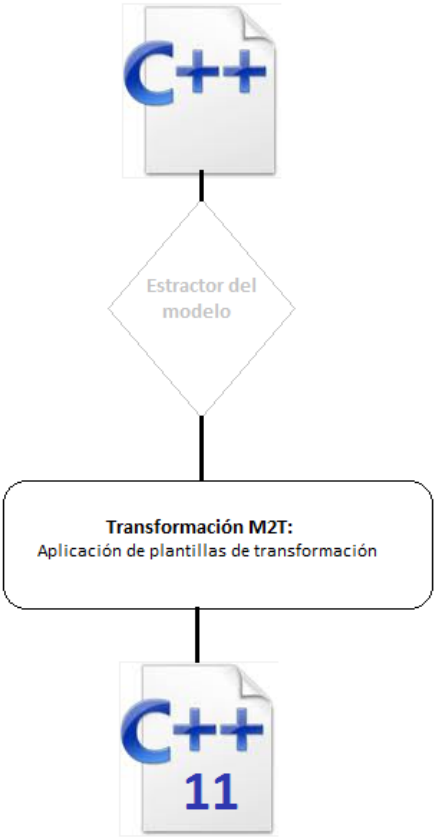 C++
Estractor del
modelo
Transformación M2T:
Aplicación de plantillas de transformación
C++
11